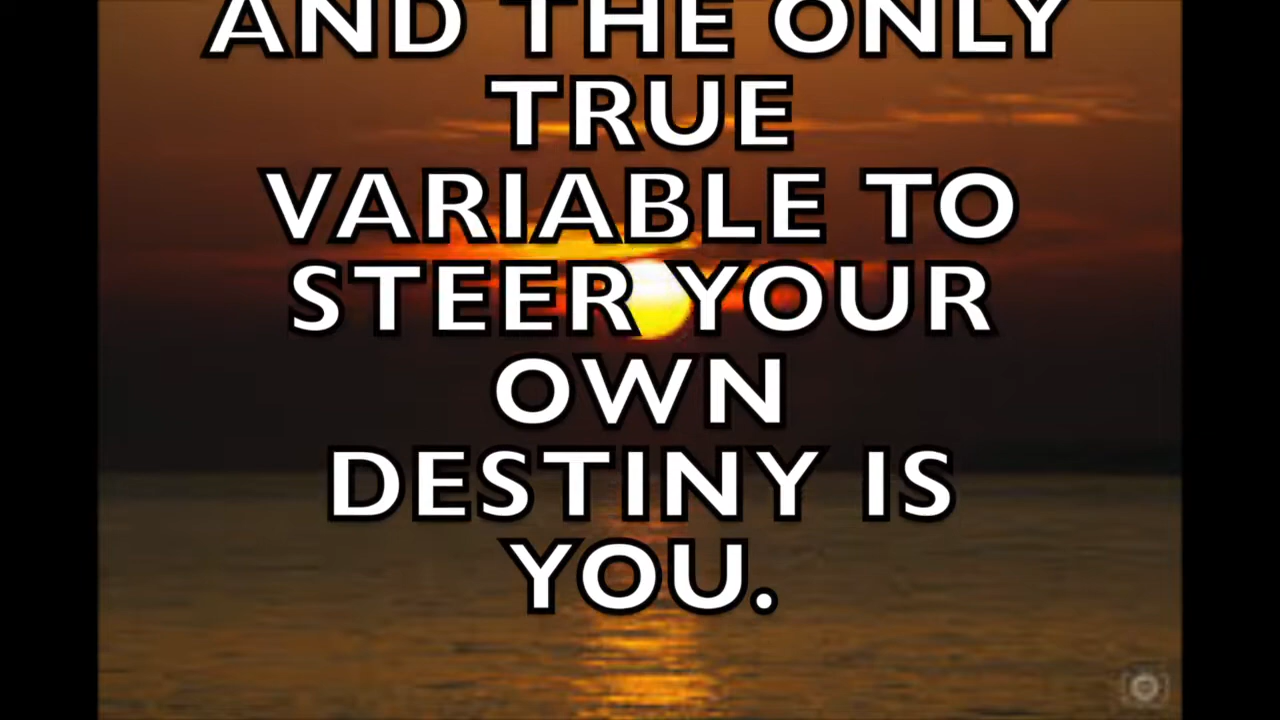 AND THE ONLY
TRUE
VARIABLE TO
STEER YOUR
OWN
DESTINY IS
YOU.